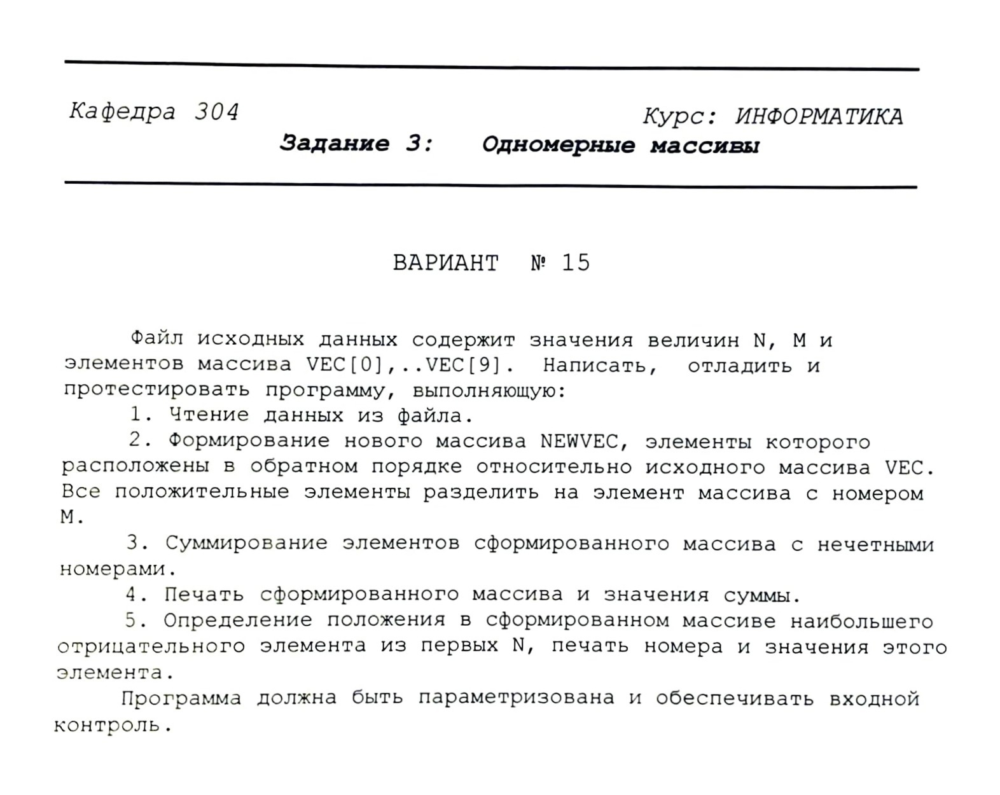 Кафедра 304 Курс: ИНФОРМАТИКА
Задание 3: Одномерные массивы
ВАРИАНТ № 15
Файл исходных данных содержит значения величин N, M и
элементов массива VEC[0],..VEC[9]. Написать, отладить и
протестировать программу, выполняющую:
1. Чтение данных из файла.
2. Формирование нового массива NEWVEC, элементы которого
расположены в обратном порядке относительно исходного массива VEC.
Все положительные элементы разделить на элемент массива с номером
M.
3. Суммирование элементов сформированного массива с нечетными
номерами.
4. Печать сформированного массива и значения суммы.
5. Определение положения в сформированном массиве наибольшего
отрицательного элемента из первых N, печать номера и значения этого
элемента.
Программа должна быть параметризована и обеспечивать входной
контроль.